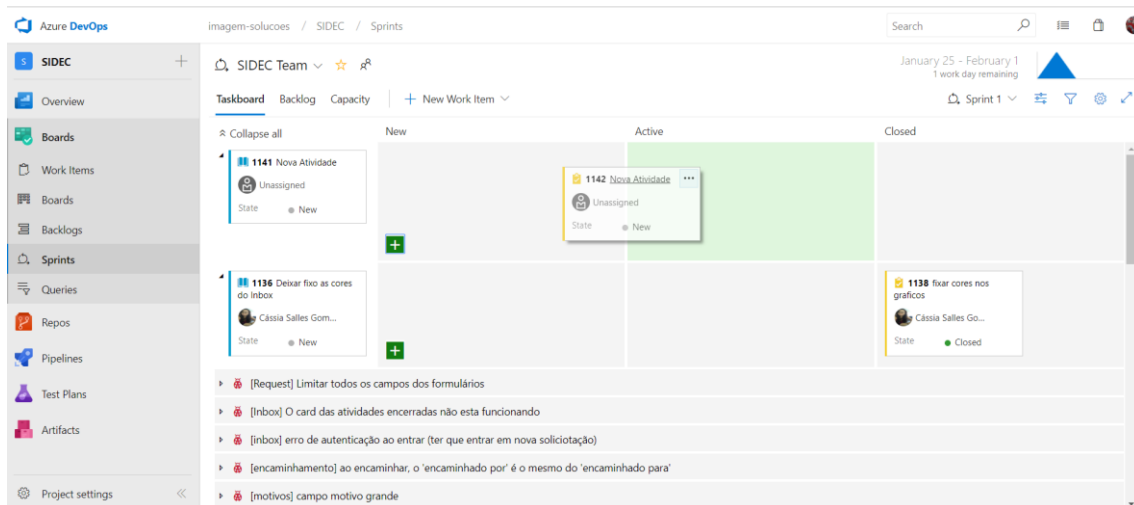 Azure DevOps
imagem-solucoes / SIDEC / Sprints
Search
S SIDEC
SIDEC Team
January 25 - February 1
1 work day remaining
Overview
Taskboard Backlog Capacity New Work Item
Sprint 1
Boards
Work Items
Boards
Backlogs
Sprints
Queries
Repos
Pipelines
Test Plans
Artifacts
Project settings
Collapse all New Active Closed
1141 Nova Atividade
Unassigned
State New
1142 Nova Atividade
Unassigned
State New
1136 Deixar fixo as cores
do Inbox
Cássia Salles Gom...
State New
1138 fixar cores nos
graficos
Cássia Salles Go...
State Closed
[Request] Limitar todos os campos dos formulários
[Inbox] O card das atividades encerradas não esta funcionando
[inbox] erro de autenticação ao entrar (ter que entrar em nova soliciotação)
[encaminhamento] ao encaminhar, o 'encaminhado por' é o mesmo do 'encaminhado para'
[motivos] campo motivo grande